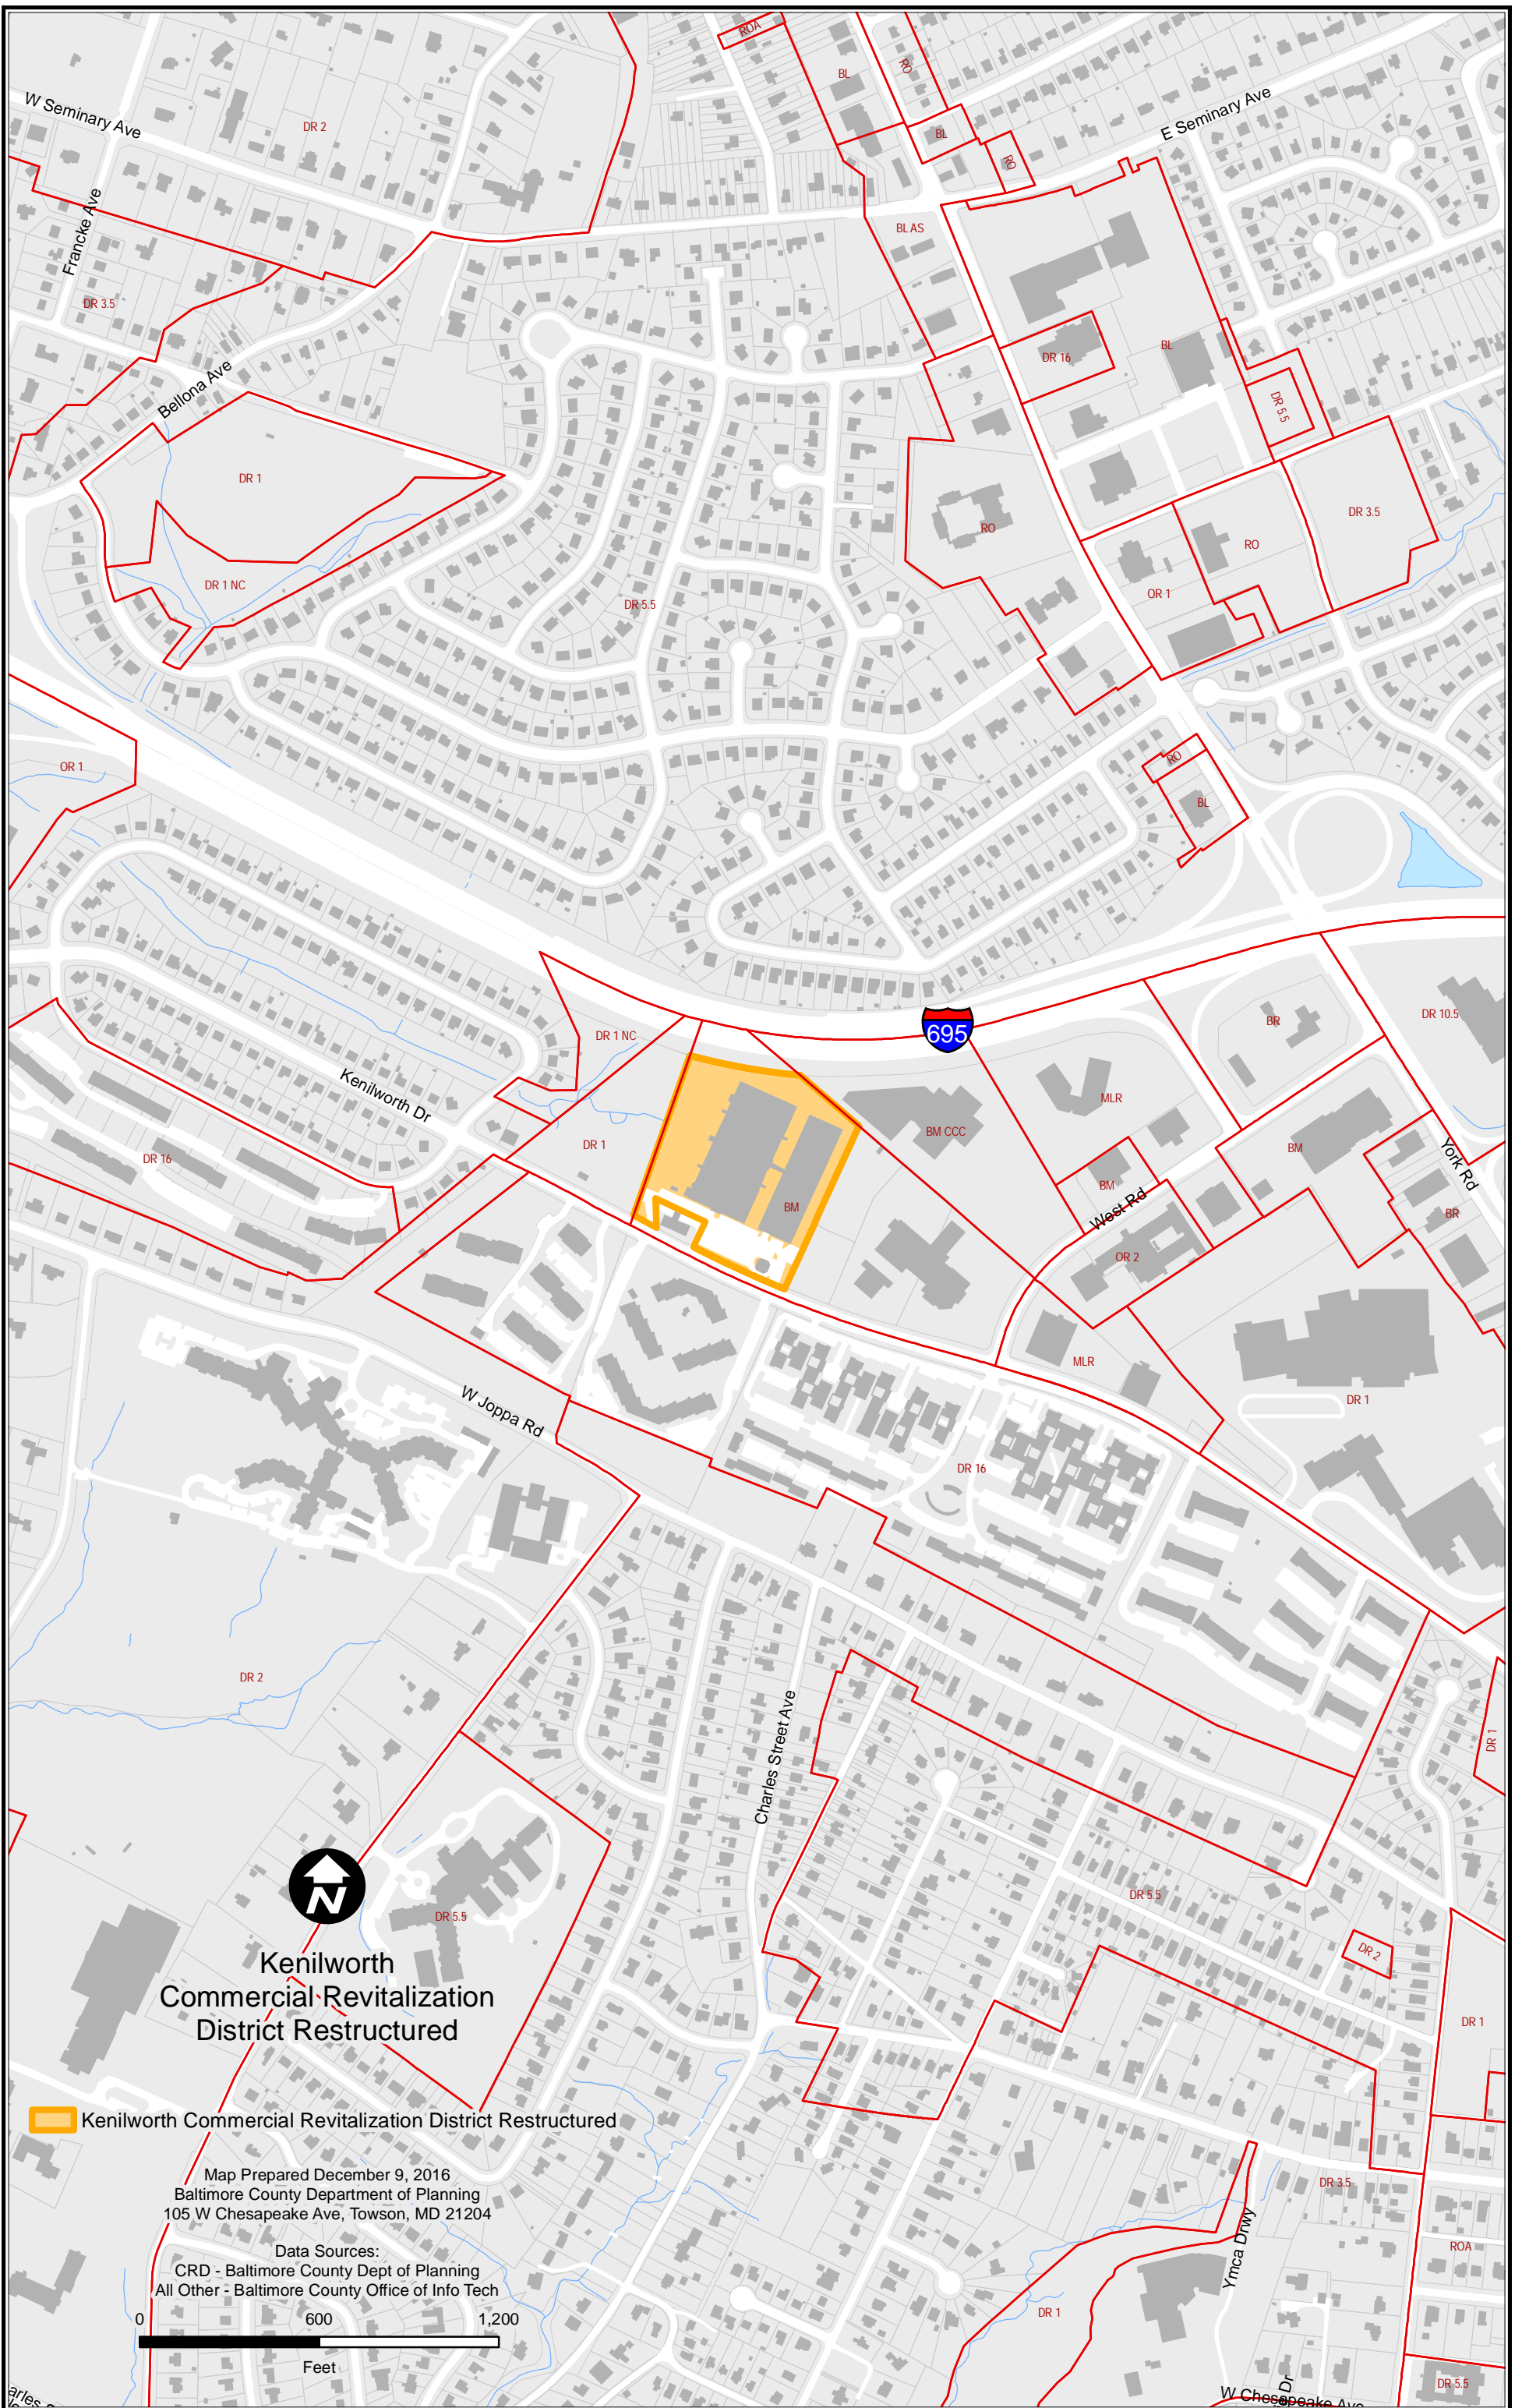 ROA
BL
RO
W Seminary Ave
DR 2
BL
RO
E Seminary Ave
Francke Ave
BL AS
DR 3.5
DR 16
BL
Bellona Ave
DR 5.5
DR 1
DR 3.5
RO
RO
DR 1 NC
OR 1
DR 5.5
OR 1
RO
BL
695
DR 1 NC
BR
DR 10.5
Kenilworth Dr
MLR
BM CCC
DR 1
DR 16
BM
BM
York Rd
BM
West Rd
BR
OR 2
MLR
DR 1
W Joppa Rd
DR 16
DR 2
Charles Street Ave
DR 1
N
DR 5.5
DR 5.5
DR 2
Kenilworth
Commercial Revitalization
District Restructured
DR 1
Kenilworth Commercial Revitalization District Restructured
Map Prepared December 9, 2016
Baltimore County Department of Planning
105 W Chesapeake Ave, Towson, MD 21204
DR 3.5
Ymca Drwy
ROA
Data Sources:
CRD - Baltimore County Dept of Planning
All Other - Baltimore County Office of Info Tech
0 600 1,200
Feet
DR 1
DR 5.5
W Chesapeake Ave
Dr